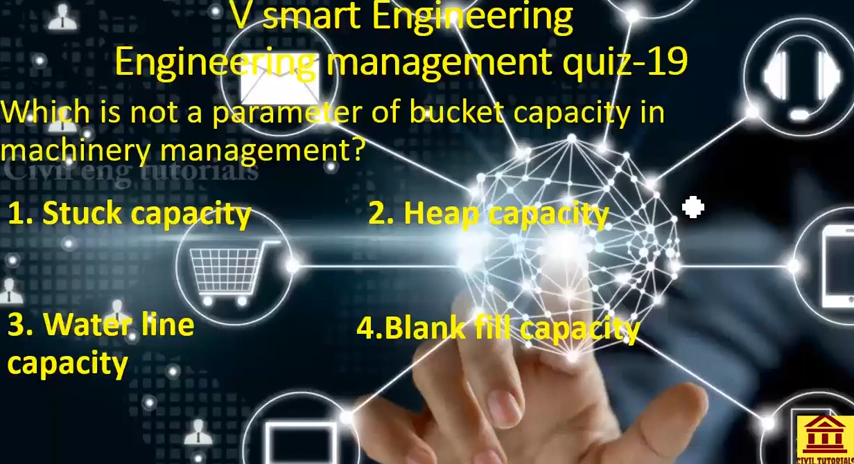 V smart Engineering
Engineering management quiz-19
Which is not a parameter of bucket capacity in
machinery management?
Civil eng tutorials
1. Stuck capacity
2. Heap capacity
3. Water line
capacity
4.Blank fill capacity
CIVIL TUTORIALS